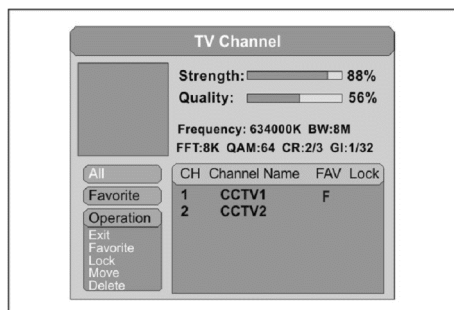 TV Channel
Strength: 88%
Quality: 56%
Frequency: 634000K BW:8M
FFT:8K QAM:64 CR:2/3 GI:1/32
All
Favorite
Operation
Exit
Favorite
Lock
Move
Delete
CH Channel Name FAV Lock
1 CCTV1 F
2 CCTV2